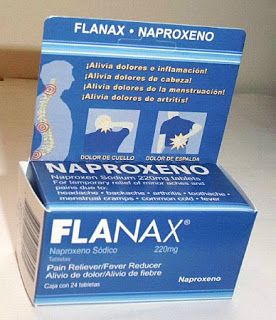 FLANAX • NAPROXENO
¡Alivia dolores e inflamación!
¡Alivia dolores de cabeza!
¡Alivia dolores de la menstruación!
¡Alivia dolores de artritis!
DOLOR DE CUELLO
DOLOR DE ESPALDA
NAPROXENO
Naproxen Sodium 220mg tablets
For temporary relief of minor aches and
pains due to:
headache • backache • arthritis • toothache •
menstrual cramps • common cold • fever
FLANAX®
Naproxeno Sódico 220mg
Tabletas
Pain Reliever/Fever Reducer
Alivio de dolor/Alivio de fiebre
Caja con 24 tabletas
Naproxeno